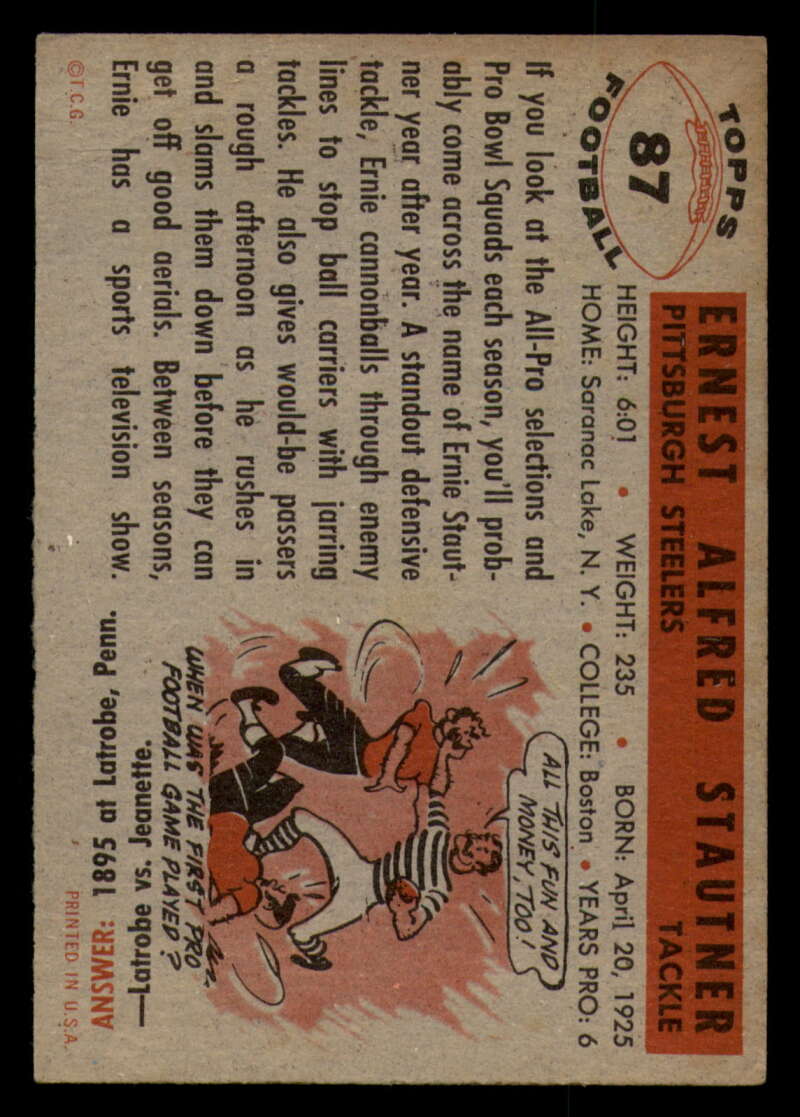 TOPPS
87
FOOTBALL
ERNEST ALFRED STAUTNER
PITTSBURGH STEELERS TACKLE
HEIGHT: 6:01 • WEIGHT: 235 • BORN: April 20, 1925
HOME: Saranac Lake, N. Y. • COLLEGE: Boston • YEARS PRO: 6
If you look at the All-Pro selections and
Pro Bowl Squads each season, you'll prob-
ably come across the name of Ernie Staut-
ner year after year. A standout defensive
tackle, Ernie cannonballs through enemy
lines to stop ball carriers with jarring
tackles. He also gives would-be passers
a rough afternoon as he rushes in
and slams them down before they can
get off good aerials. Between seasons,
Ernie has a sports television show.
ALL THIS FUN AND
MONEY, TOO!
WHEN WAS THE FIRST PRO
FOOTBALL GAME PLAYED?
ANSWER: 1895 at Latrobe, Penn.
—Latrobe vs. Jeanette.
©T.C.G.
PRINTED IN U.S.A.